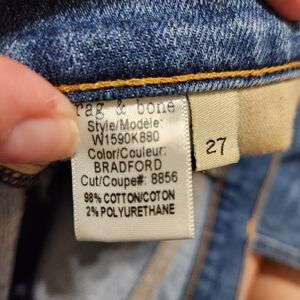 rag & bone
Style/Modèle:
W1590K880
Color/Couleur:
BRADFORD
Cut/Coupe#: 8856
98% COTTON/COTON
2% POLYURETHANE
27